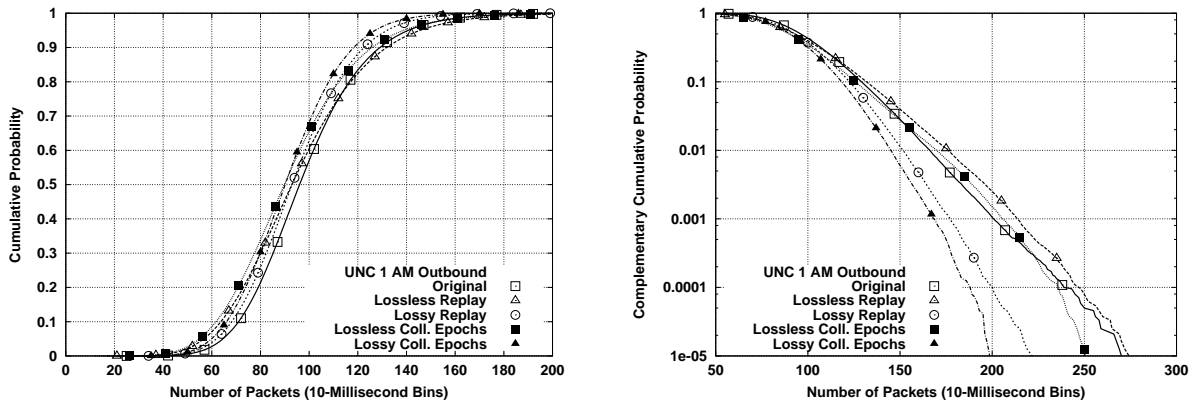 Cumulative Probability
1
0.9
0.8
0.7
0.6
0.5
0.4
0.3
0.2
0.1
0
0 20 40 60 80 100 120 140 160 180 200
Number of Packets (10-Millisecond Bins)
UNC 1 AM Outbound
Original
Lossless Replay
Lossy Replay
Lossless Coll. Epochs
Lossy Coll. Epochs
Complementary Cumulative Probability
1
0.1
0.01
0.001
0.0001
1e-05
50 100 150 200 250 300
Number of Packets (10-Millisecond Bins)
UNC 1 AM Outbound
Original
Lossless Replay
Lossy Replay
Lossless Coll. Epochs
Lossy Coll. Epochs